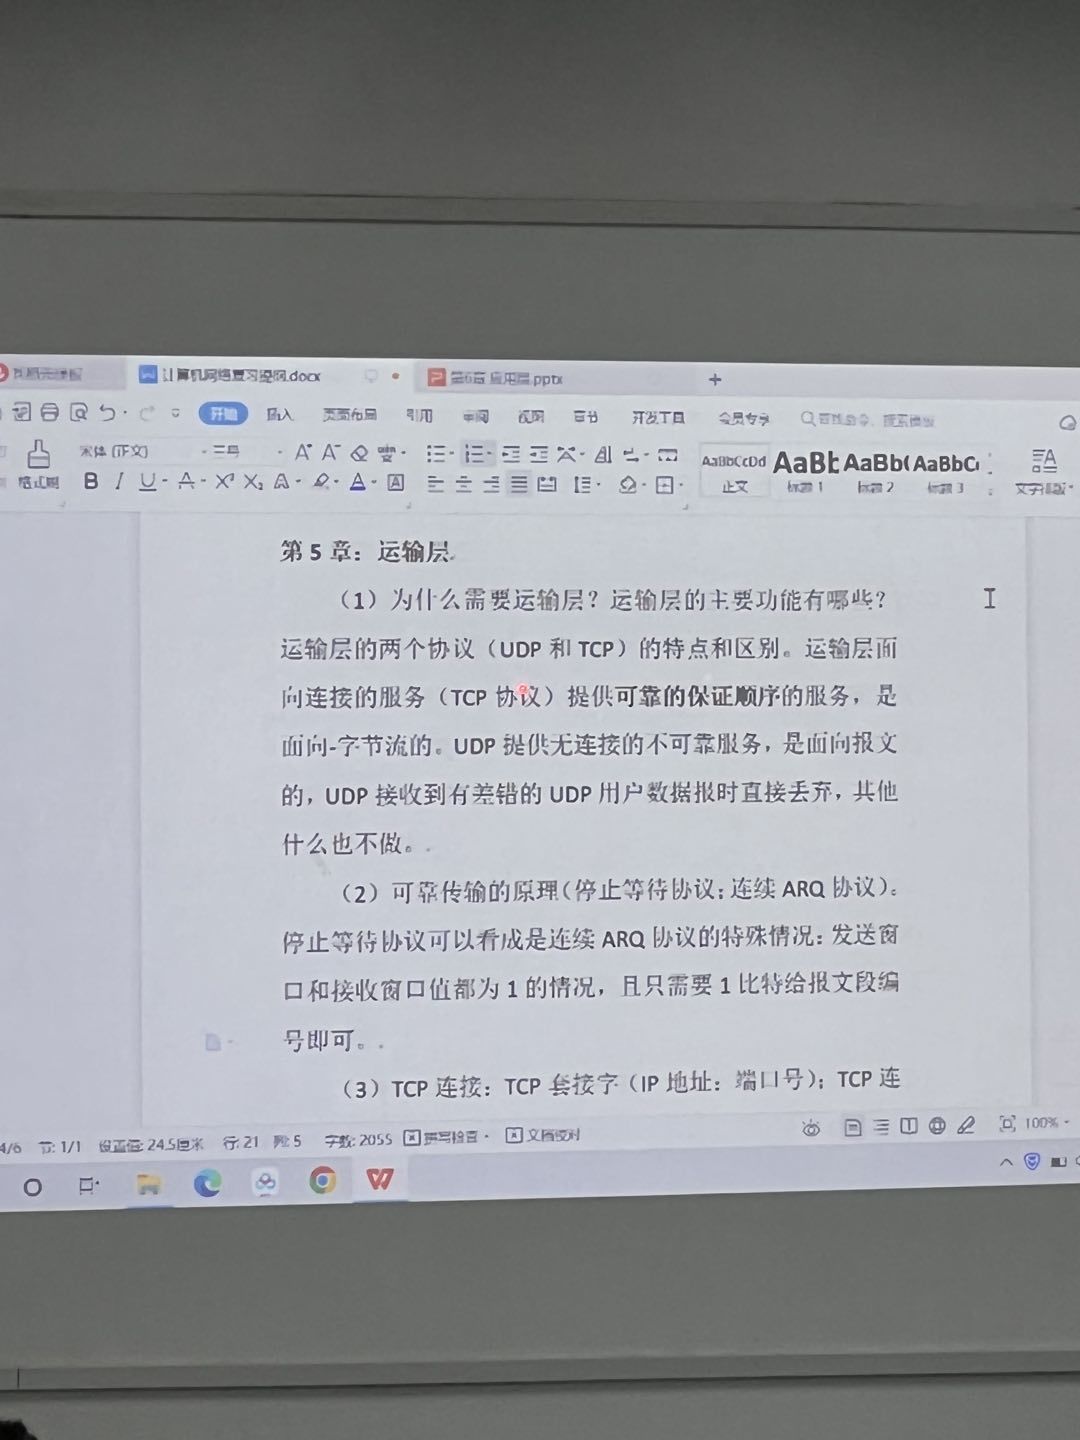 计算机网络复习提纲.docx
第6章 应用层.pptx
+
开始 插入 页面布局 引用 审阅 视图 章节 开发工具 会员专享
宋体 (正文) 三号
AaBbCcDd AaBb AaBb( AaBbC
格式刷 B I U A X² X₂ A A A
正文 标题 1 标题 2 标题 3 文字排版
第 5 章：运输层
（1）为什么需要运输层？运输层的主要功能有哪些？
运输层的两个协议（UDP 和 TCP）的特点和区别。运输层面
向连接的服务（TCP 协议）提供可靠的保证顺序的服务，是
面向-字节流的。UDP 提供无连接的不可靠服务，是面向报文
的，UDP 接收到有差错的 UDP 用户数据报时直接丢弃，其他
什么也不做。
（2）可靠传输的原理（停止等待协议；连续 ARQ 协议）。
停止等待协议可以看成是连续 ARQ 协议的特殊情况：发送窗
口和接收窗口值都为 1 的情况，且只需要 1 比特给报文段编
号即可。
（3）TCP 连接：TCP 套接字（IP 地址：端口号）；TCP 连
4/6 节: 1/1 设置值: 24.5厘米 行: 21 列: 5 字数: 2055 拼写检查 文档校对 100%